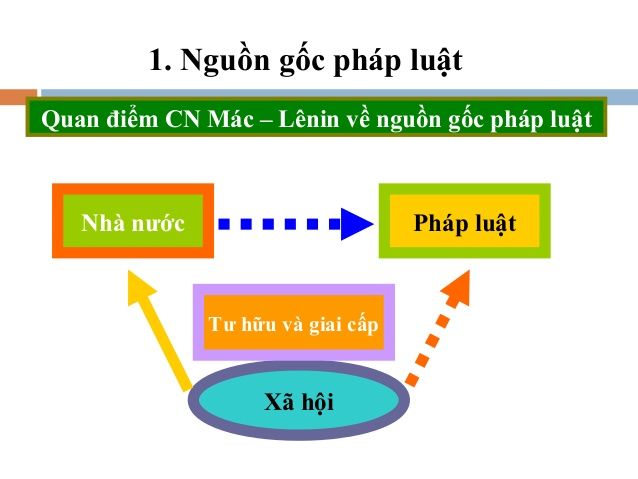 1. Nguồn gốc pháp luật
Quan điểm CN Mác – Lênin về nguồn gốc pháp luật
Nhà nước
Pháp luật
Tư hữu và giai cấp
Xã hội